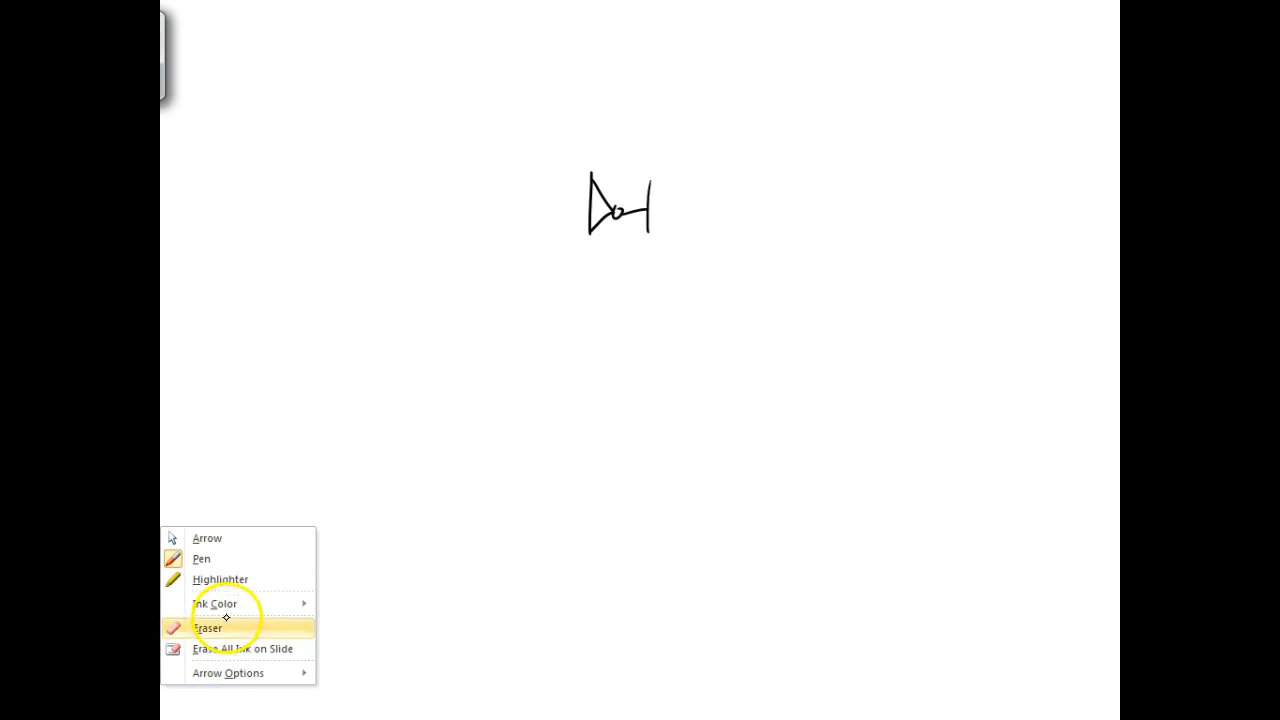 Arrow
Pen
Highlighter
Ink Color
Eraser
Erase All Ink on Slide
Arrow Options